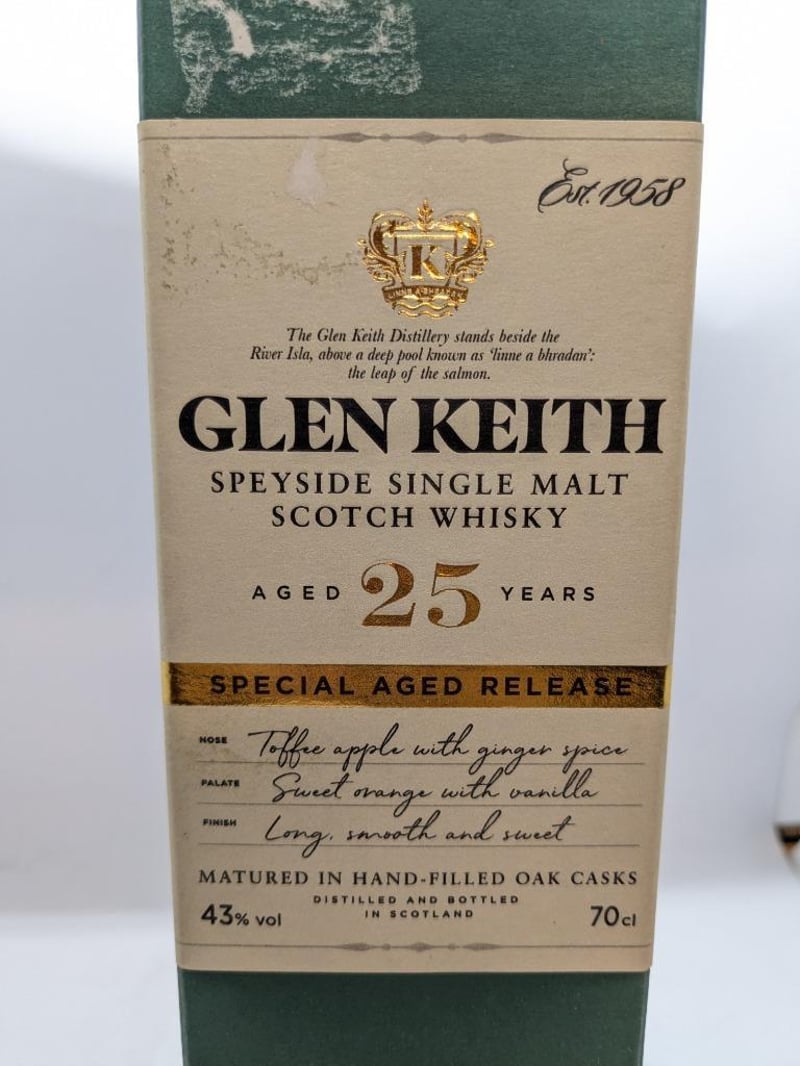 Est. 1958
K
The Glen Keith Distillery stands beside the
River Isla, above a deep pool known as 'linne a bhradan':
the leap of the salmon.
GLEN KEITH
SPEYSIDE SINGLE MALT
SCOTCH WHISKY
AGED 25 YEARS
SPECIAL AGED RELEASE
NOSE Toffee apple with ginger spice
PALATE Sweet orange with vanilla
FINISH Long, smooth and sweet
MATURED IN HAND-FILLED OAK CASKS
DISTILLED AND BOTTLED
IN SCOTLAND
43% vol
70cl